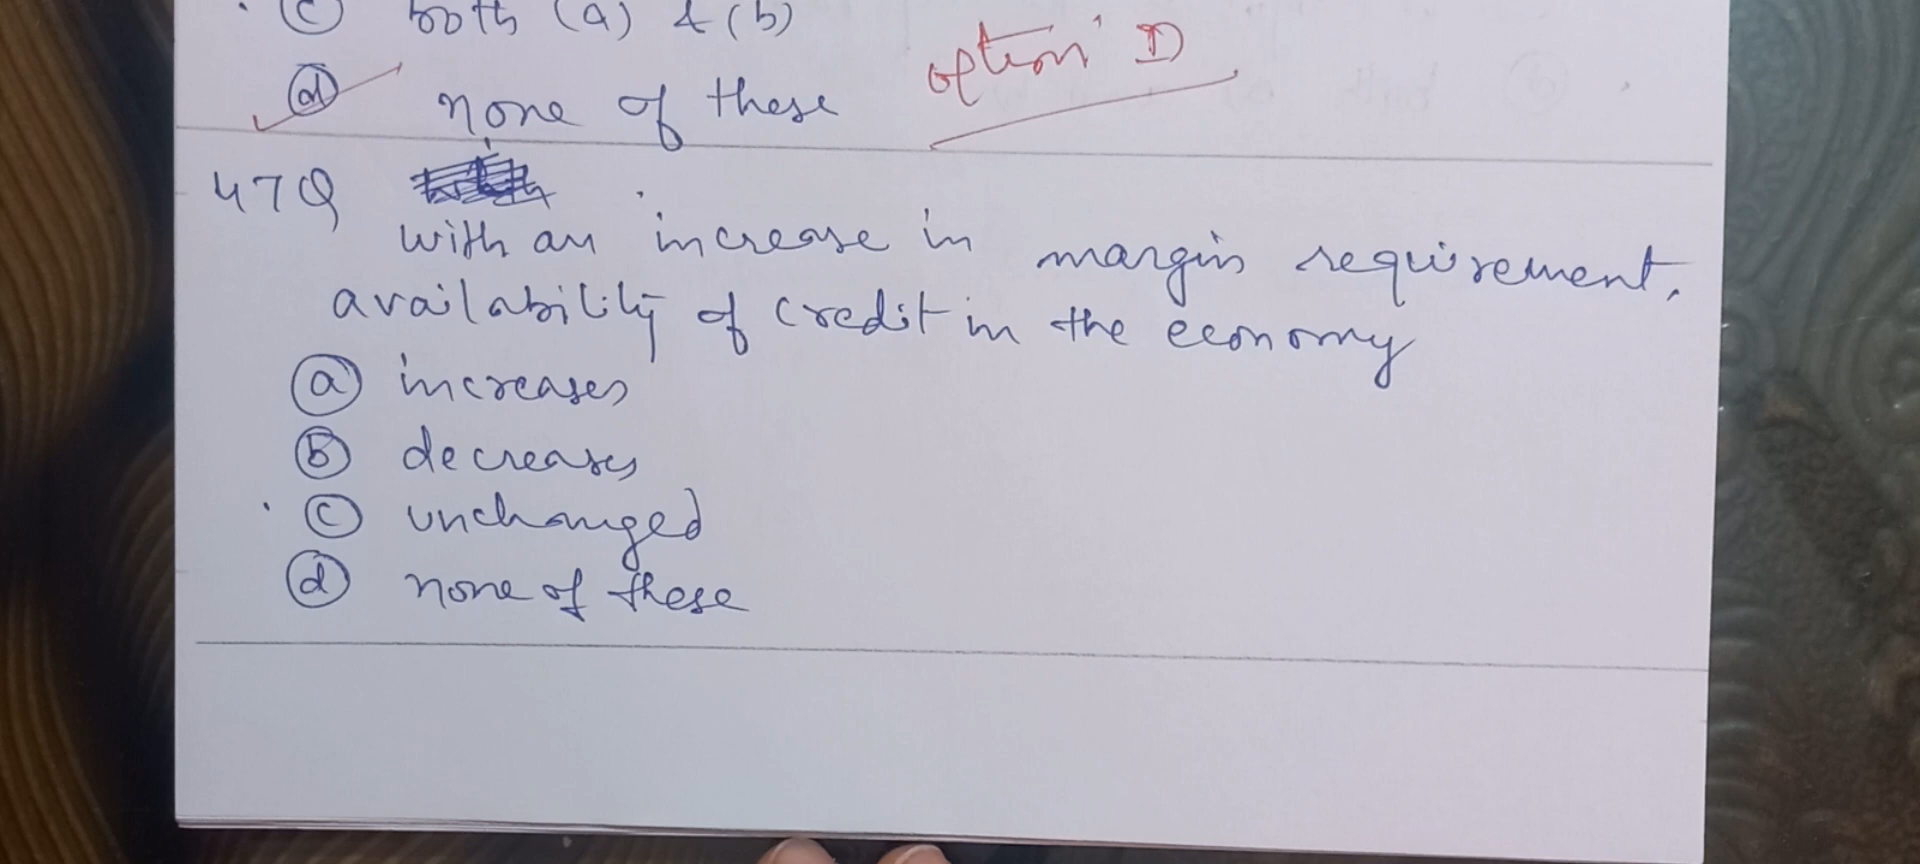 (c) both (a) & (b)
(d) none of these option D
47Q
with an increase in margin requirement,
availability of credit in the economy
(a) increases
(b) decreases
(c) unchanged
(d) none of these